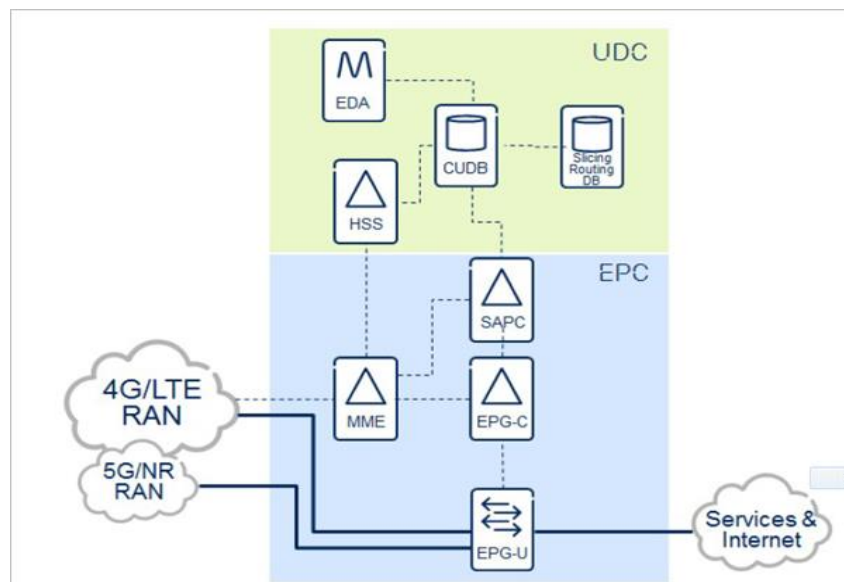 UDC
EDA
CUDB
Slicing
Routing
DB
HSS
EPC
SAPC
4G/LTE
RAN
MME
EPG-C
5G/NR
RAN
EPG-U
Services &
Internet